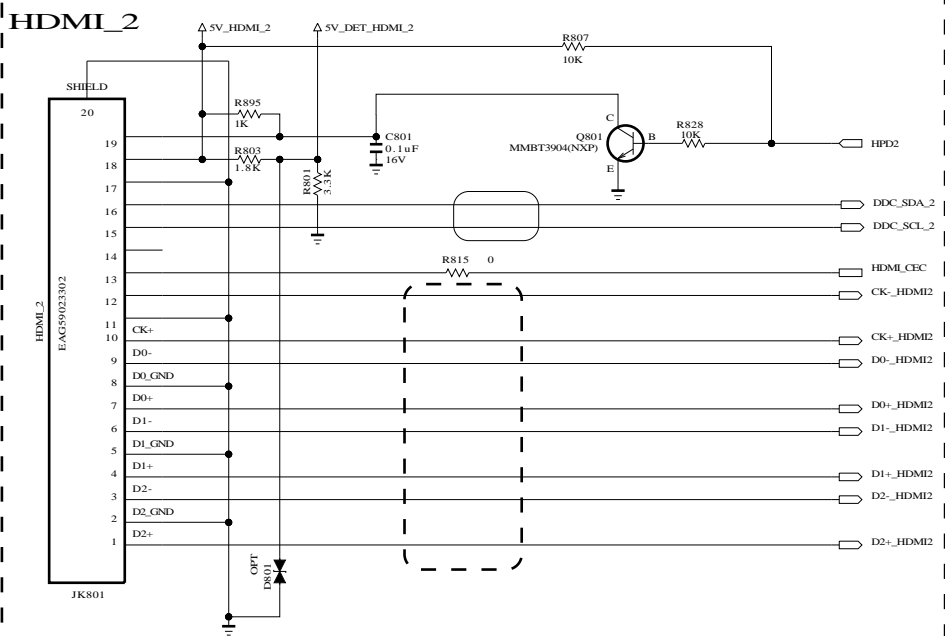 HDMI_2
5V_HDMI_2
5V_DET_HDMI_2
R807
10K
SHIELD
20
R895
1K
C801
0.1uF
16V
C
Q801
MMBT3904(NXP)
B
E
R828
10K
HPD2
19
R803
1.8K
18
R801
3.3K
17
16
DDC_SDA_2
15
DDC_SCL_2
14
R815 0
13
HDMI_CEC
12
CK-_HDMI2
HDMI_2
EAG59023302
11
CK+
10
CK+_HDMI2
D0-
9
D0-_HDMI2
D0_GND
8
D0+
7
D0+_HDMI2
D1-
6
D1-_HDMI2
D1_GND
5
D1+
4
D1+_HDMI2
D2-
3
D2-_HDMI2
D2_GND
2
D2+
1
D2+_HDMI2
OPT
D801
JK801